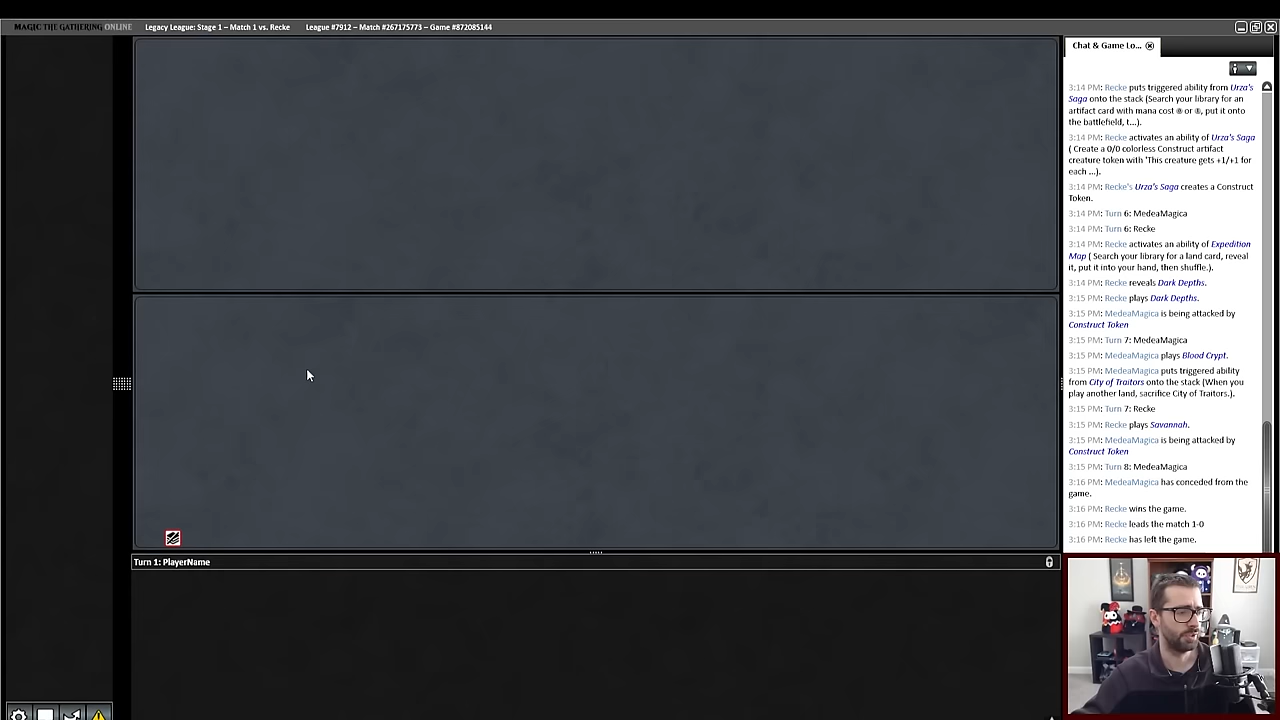 MAGIC THE GATHERING ONLINE Legacy League: Stage 1 – Match 1 vs. Recke League #7912 – Match #267175773 – Game #872085144
Chat & Game Lo...
3:14 PM: Recke puts triggered ability from Urza's
Saga onto the stack (Search your library for an
artifact card with mana cost or , put it onto
the battlefield, t...).
3:14 PM: Recke activates an ability of Urza's Saga
( Create a 0/0 colorless Construct artifact
creature token with 'This creature gets +1/+1 for
each ...).
3:14 PM: Recke's Urza's Saga creates a Construct
Token.
3:14 PM: Turn 6: MedeaMagica
3:14 PM: Turn 6: Recke
3:14 PM: Recke activates an ability of Expedition
Map ( Search your library for a land card, reveal
it, put it into your hand, then shuffle.).
3:14 PM: Recke reveals Dark Depths.
3:15 PM: Recke plays Dark Depths.
3:15 PM: MedeaMagica is being attacked by
Construct Token
3:15 PM: Turn 7: MedeaMagica
3:15 PM: MedeaMagica plays Blood Crypt.
3:15 PM: MedeaMagica puts triggered ability
from City of Traitors onto the stack (When you
play another land, sacrifice City of Traitors.).
3:15 PM: Turn 7: Recke
3:15 PM: Recke plays Savannah.
3:15 PM: MedeaMagica is being attacked by
Construct Token
3:15 PM: Turn 8: MedeaMagica
3:16 PM: MedeaMagica has conceded from the
game.
3:16 PM: Recke wins the game.
3:16 PM: Recke leads the match 1-0
3:16 PM: Recke has left the game.
Turn 1: PlayerName